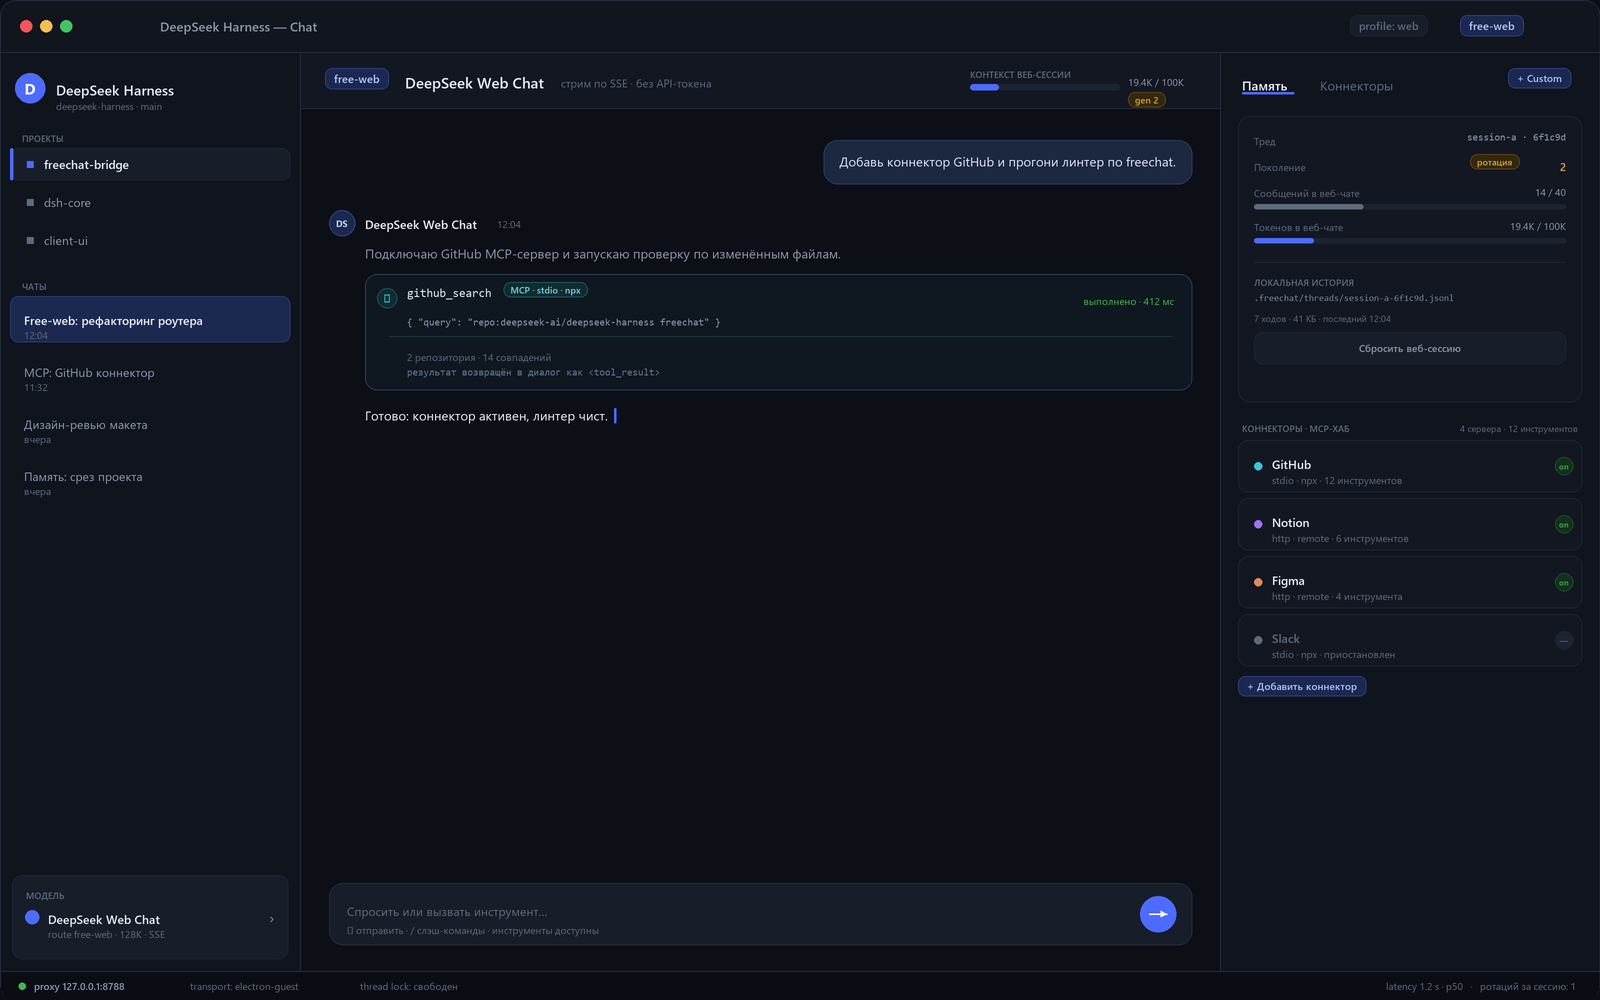 DeepSeek Harness — Chat
profile: web
free-web
D
DeepSeek Harness
deepseek-harness · main
ПРОЕКТЫ
freechat-bridge
dsh-core
client-ui
ЧАТЫ
Free-web: рефакторинг роутера
12:04
MCP: GitHub коннектор
11:32
Дизайн-ревью макета
вчера
Память: срез проекта
вчера
МОДЕЛЬ
DeepSeek Web Chat ›
route free-web · 128K · SSE
free-web
DeepSeek Web Chat
стрим по SSE · без API-токена
КОНТЕКСТ ВЕБ-СЕССИИ
19.4K / 100K
gen 2
Добавь коннектор GitHub и прогони линтер по freechat.
DS
DeepSeek Web Chat
12:04
Подключаю GitHub MCP-сервер и запускаю проверку по изменённым файлам.
github_search
MCP · stdio · npx
выполнено · 412 мс
{ "query": "repo:deepseek-ai/deepseek-harness freechat" }
2 репозитория · 14 совпадений
результат возвращён в диалог как <tool_result>
Готово: коннектор активен, линтер чист.
Спросить или вызвать инструмент…
отправить · / слэш-команды · инструменты доступны
Память
Коннекторы
+ Custom
Тред
session-a · 6f1c9d
Поколение
ротация
2
Сообщений в веб-чате
14 / 40
Токенов в веб-чате
19.4K / 100K
ЛОКАЛЬНАЯ ИСТОРИЯ
.freechat/threads/session-a-6f1c9d.jsonl
7 ходов · 41 КБ · последний 12:04
Сбросить веб-сессию
КОННЕКТОРЫ · MCP-ХАБ
4 сервера · 12 инструментов
GitHub
on
stdio · npx · 12 инструментов
Notion
on
http · remote · 6 инструментов
Figma
on
http · remote · 4 инструмента
Slack
—
stdio · npx · приостановлен
+ Добавить коннектор
proxy 127.0.0.1:8788
transport: electron-guest
thread lock: свободен
latency 1.2 s · p50 · ротаций за сессию: 1